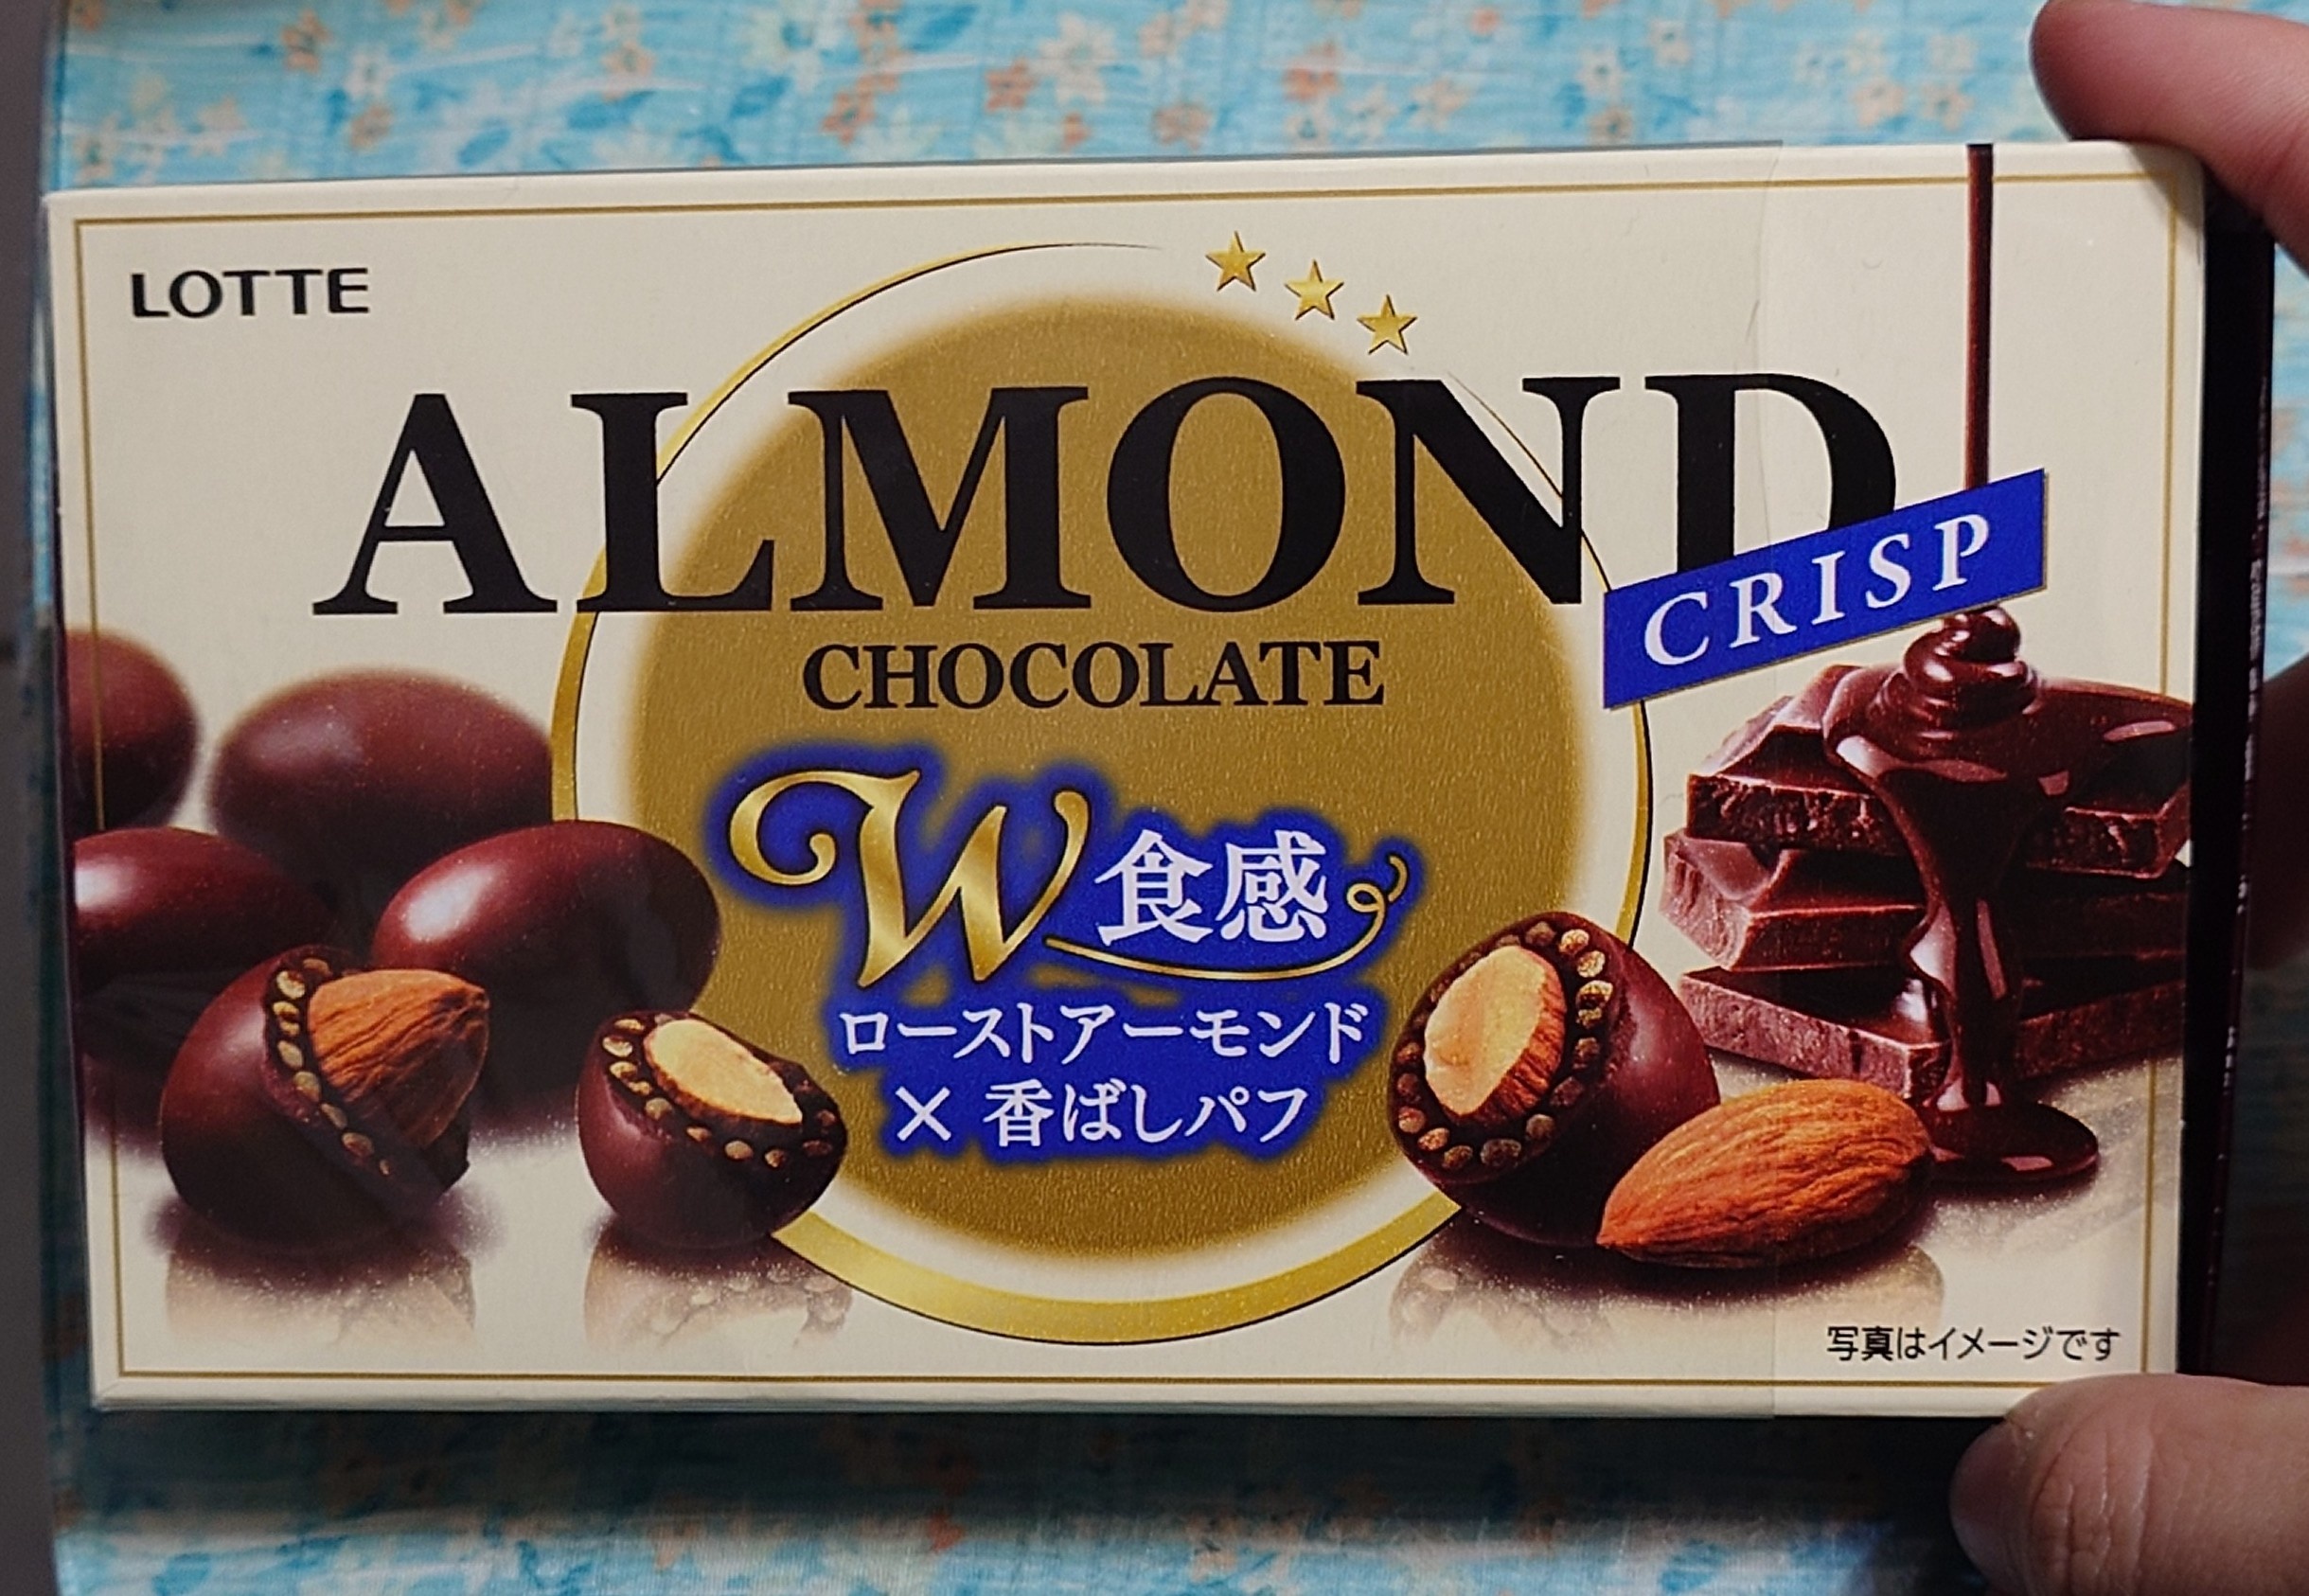 LOTTE
ALMOND
CRISP
CHOCOLATE
W食感
ローストアーモンド
× 香ばしパフ
写真はイメージです